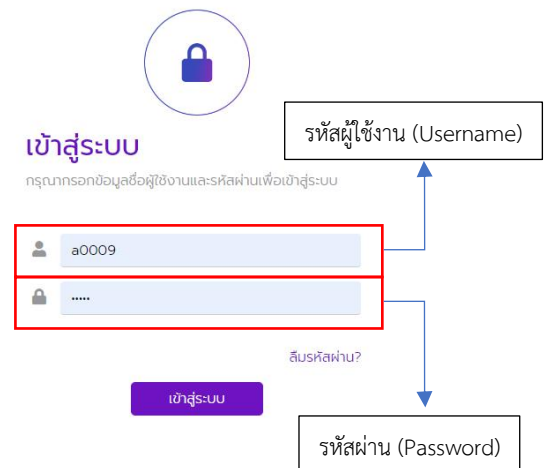 รหัสผู้ใช้งาน (Username)
เข้าสู่ระบบ
กรุณากรอกข้อมูลชื่อผู้ใช้งานและรหัสผ่านเพื่อเข้าสู่ระบบ
a0009
•••••
ลืมรหัสผ่าน?
เข้าสู่ระบบ
รหัสผ่าน (Password)